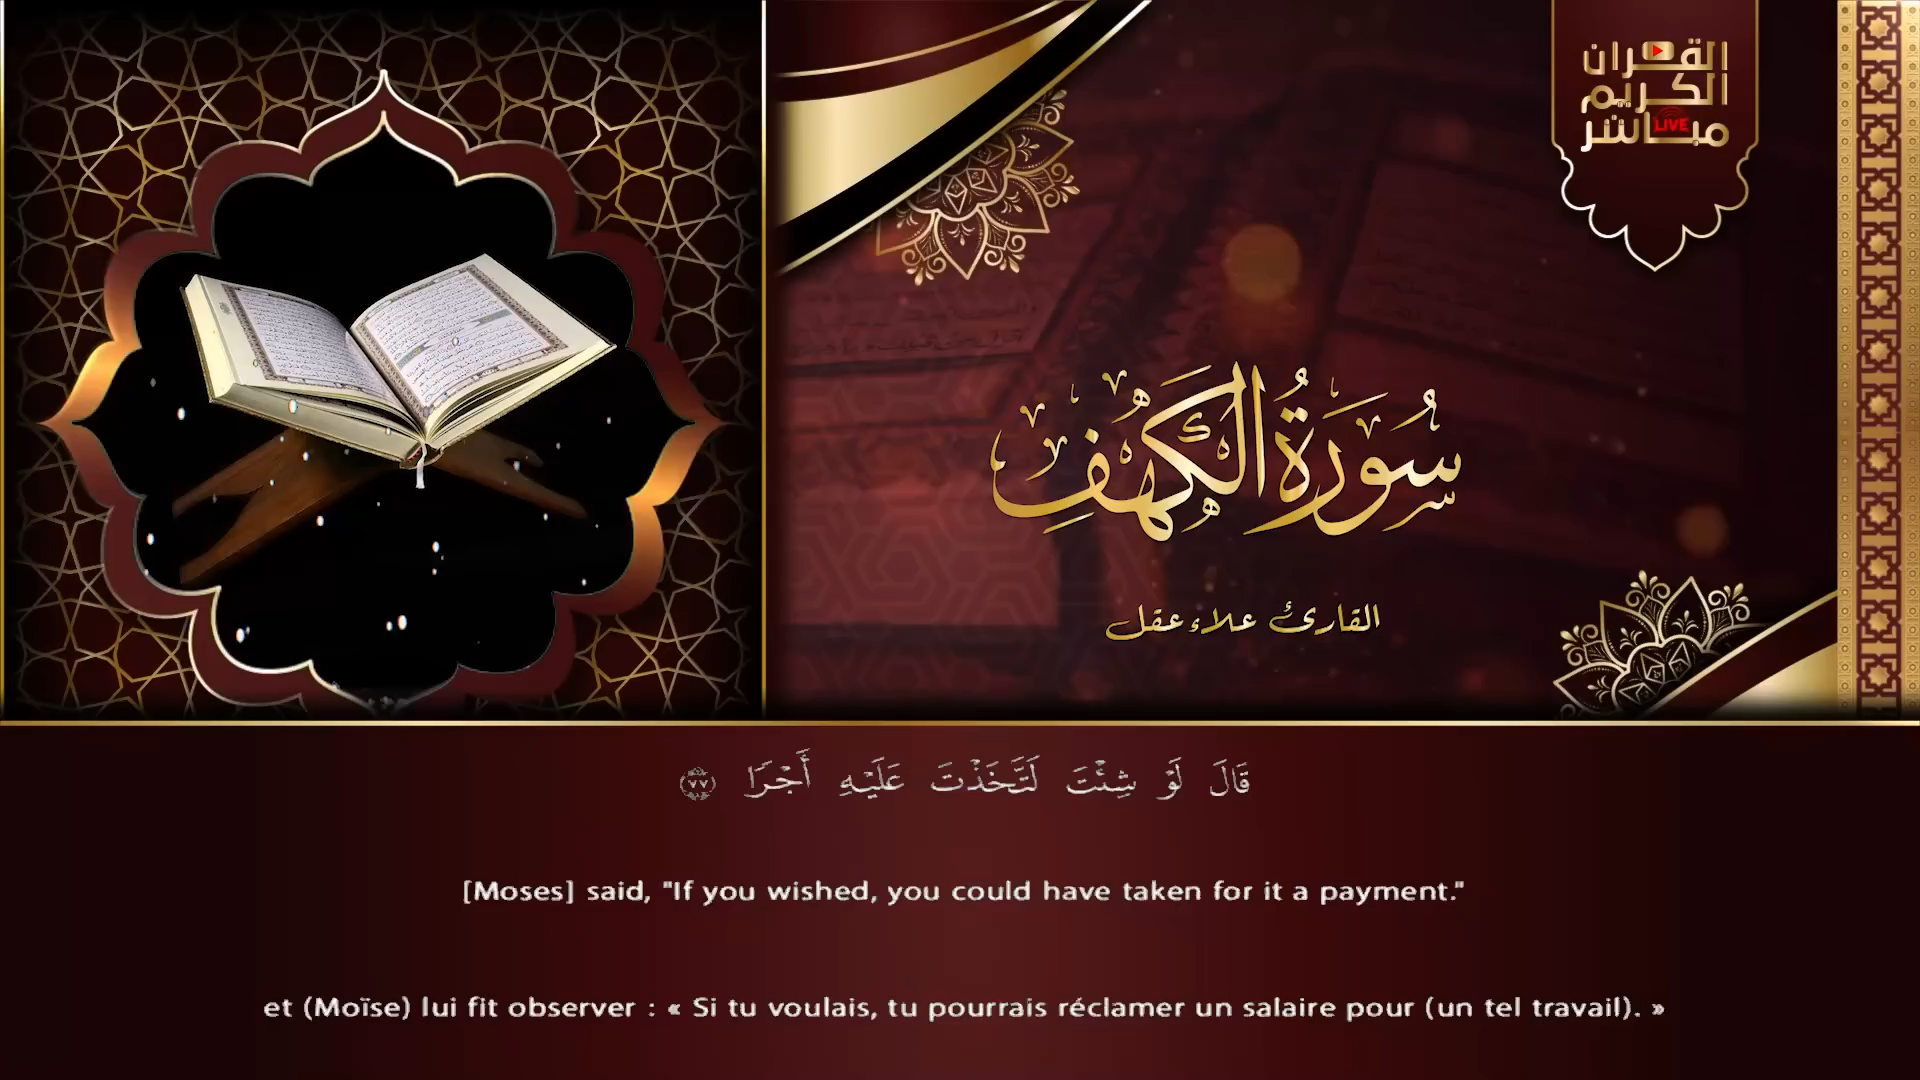 القرآن
الكريم
مباشر
LIVE
سُورَةُ الكَهْفِ
القارئ علاء عقل
قَالَ لَوْ شِئْتَ لَتَّخَذْتَ عَلَيْهِ أَجْرًا ٧٧
[Moses] said, "If you wished, you could have taken for it a payment."
et (Moïse) lui fit observer : « Si tu voulais, tu pourrais réclamer un salaire pour (un tel travail). »